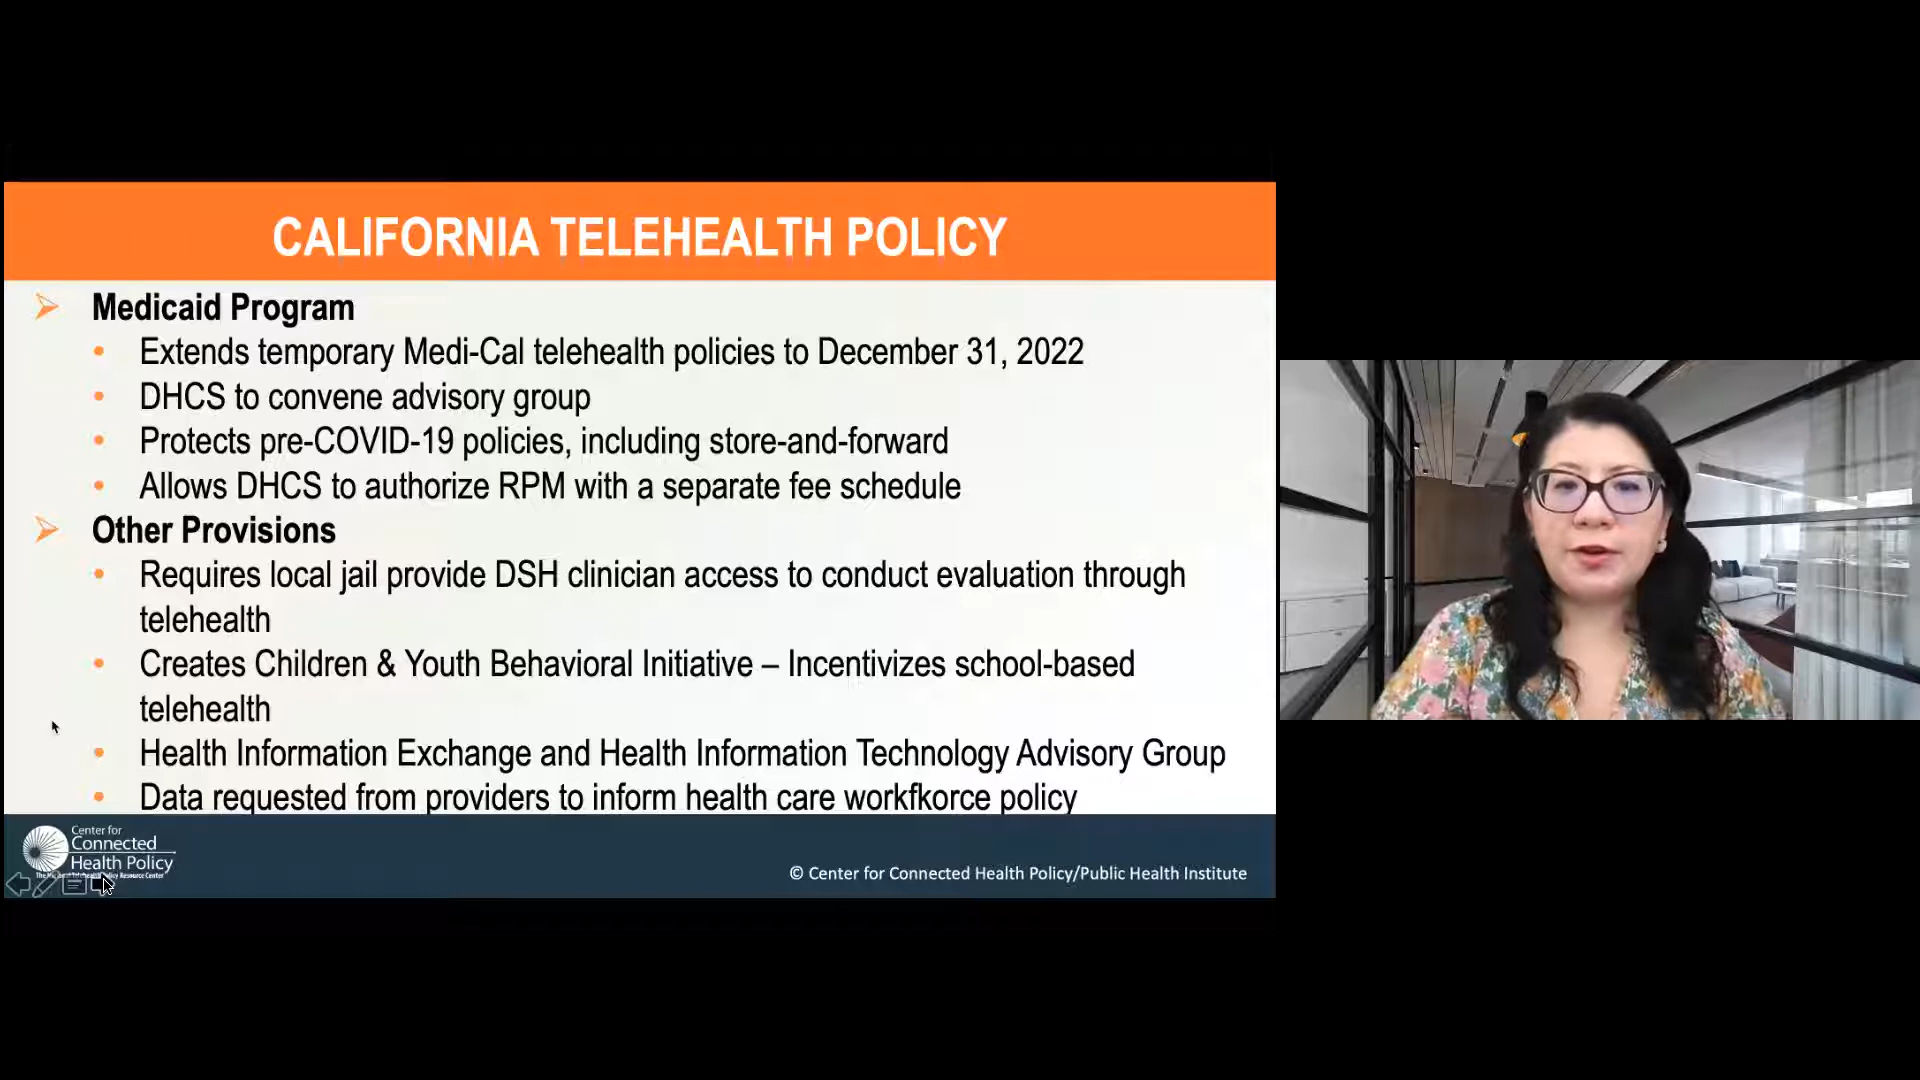 CALIFORNIA TELEHEALTH POLICY
Medicaid Program
Extends temporary Medi-Cal telehealth policies to December 31, 2022
DHCS to convene advisory group
Protects pre-COVID-19 policies, including store-and-forward
Allows DHCS to authorize RPM with a separate fee schedule
Other Provisions
Requires local jail provide DSH clinician access to conduct evaluation through
telehealth
Creates Children & Youth Behavioral Initiative – Incentivizes school-based
telehealth
Health Information Exchange and Health Information Technology Advisory Group
Data requested from providers to inform health care workfkorce policy
Center for
Connected
Health Policy
Policy Resource Center
© Center for Connected Health Policy/Public Health Institute